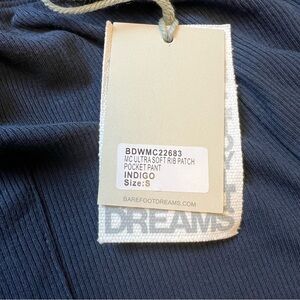 BDWMC22683
MC ULTRA SOFT RIB PATCH
POCKET PANT
INDIGO
Size:S
BAREFOOTDREAMS.COM
DREAMS